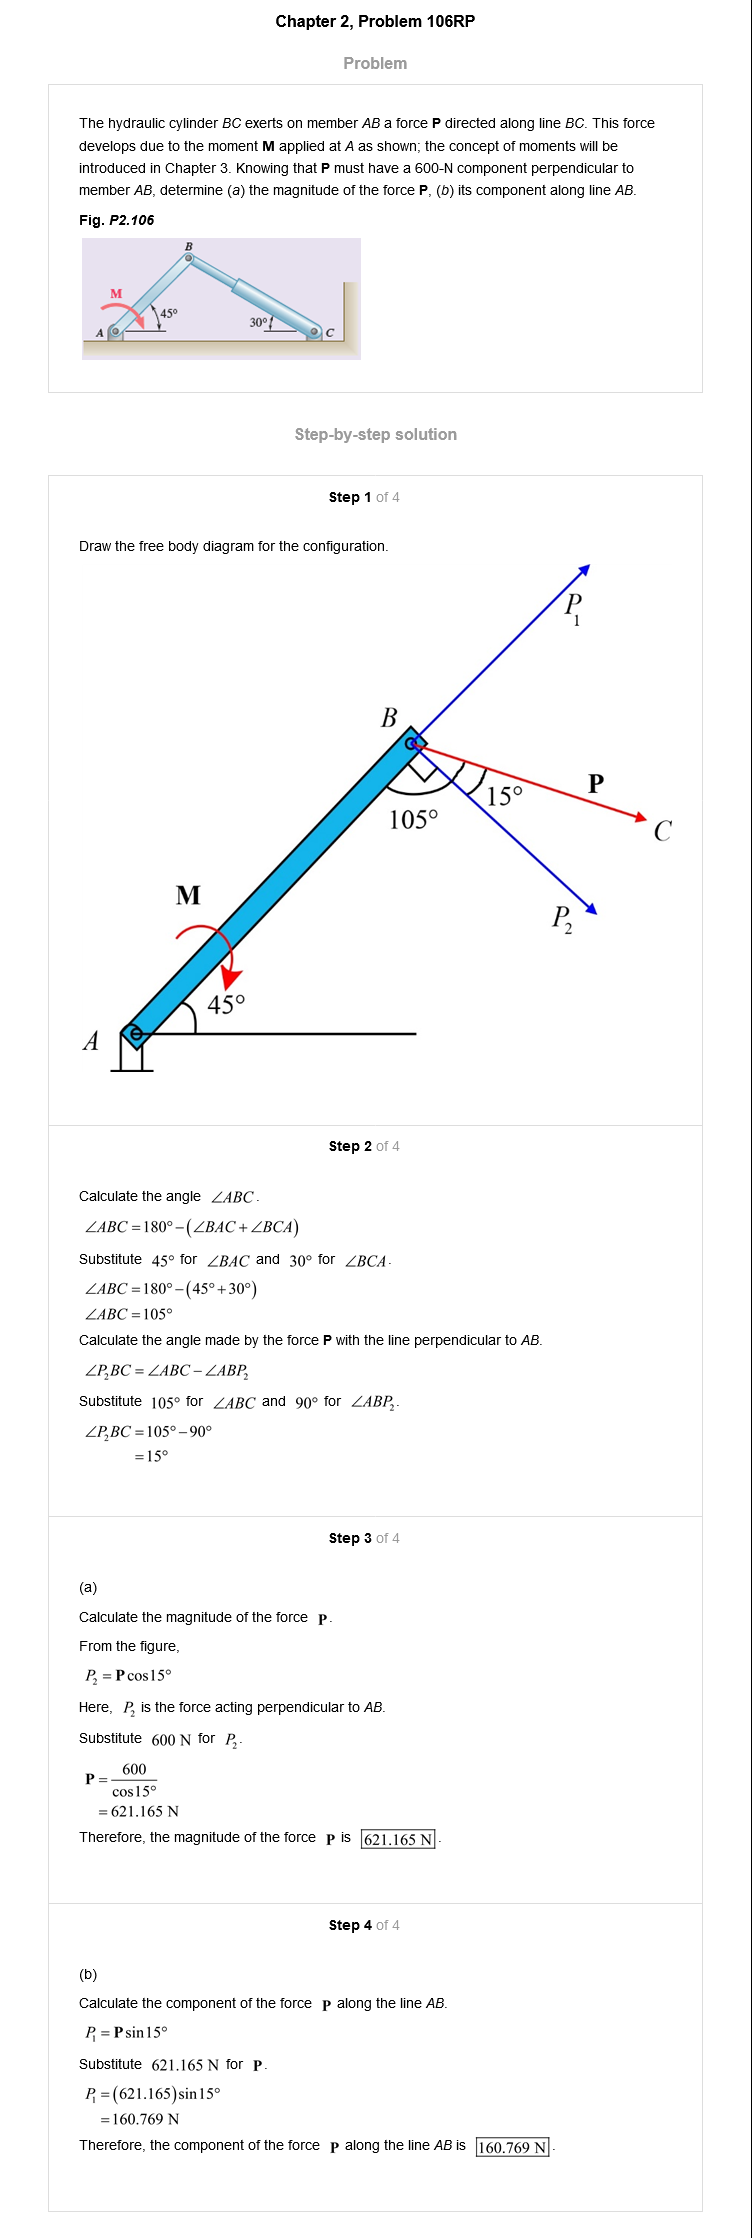 Chapter 2, Problem 106RP
Problem
The hydraulic cylinder BC exerts on member AB a force P directed along line BC. This force
develops due to the moment M applied at A as shown; the concept of moments will be
introduced in Chapter 3. Knowing that P must have a 600-N component perpendicular to
member AB, determine (a) the magnitude of the force P, (b) its component along line AB.
Fig. P2.106
B
M
45°
30°
A
C
Step-by-step solution
Step 1 of 4
Draw the free body diagram for the configuration.
P₁
B
P
15°
105°
C
M
P₂
45°
A
Step 2 of 4
Calculate the angle ∠ABC.
∠ABC = 180° − (∠BAC + ∠BCA)
Substitute 45° for ∠BAC and 30° for ∠BCA.
∠ABC = 180° − (45° + 30°)
∠ABC = 105°
Calculate the angle made by the force P with the line perpendicular to AB.
∠P₂BC = ∠ABC − ∠ABP₂
Substitute 105° for ∠ABC and 90° for ∠ABP₂.
∠P₂BC = 105° − 90°
= 15°
Step 3 of 4
(a)
Calculate the magnitude of the force P.
From the figure,
P₂ = P cos15°
Here, P₂ is the force acting perpendicular to AB.
Substitute 600 N for P₂.
P = 600 / cos15°
= 621.165 N
Therefore, the magnitude of the force P is 621.165 N.
Step 4 of 4
(b)
Calculate the component of the force P along the line AB.
P₁ = P sin15°
Substitute 621.165 N for P.
P₁ = (621.165) sin15°
= 160.769 N
Therefore, the component of the force P along the line AB is 160.769 N.